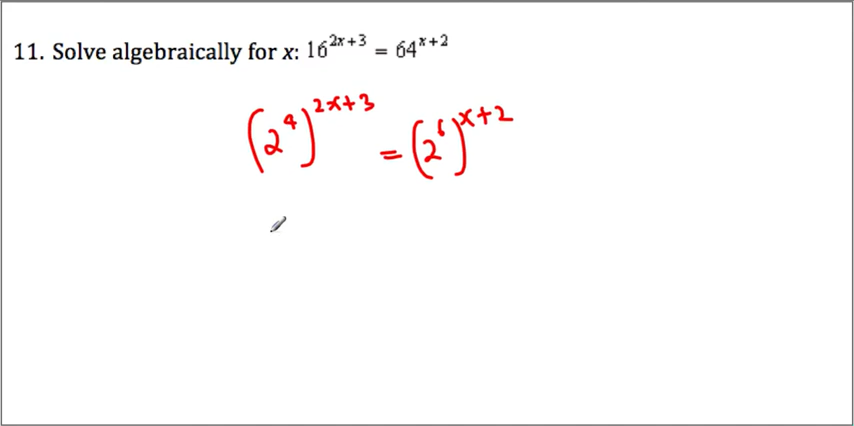 11. Solve algebraically for x: 16^{2x+3} = 64^{x+2}
(2^4)^{2x+3} = (2^6)^{x+2}